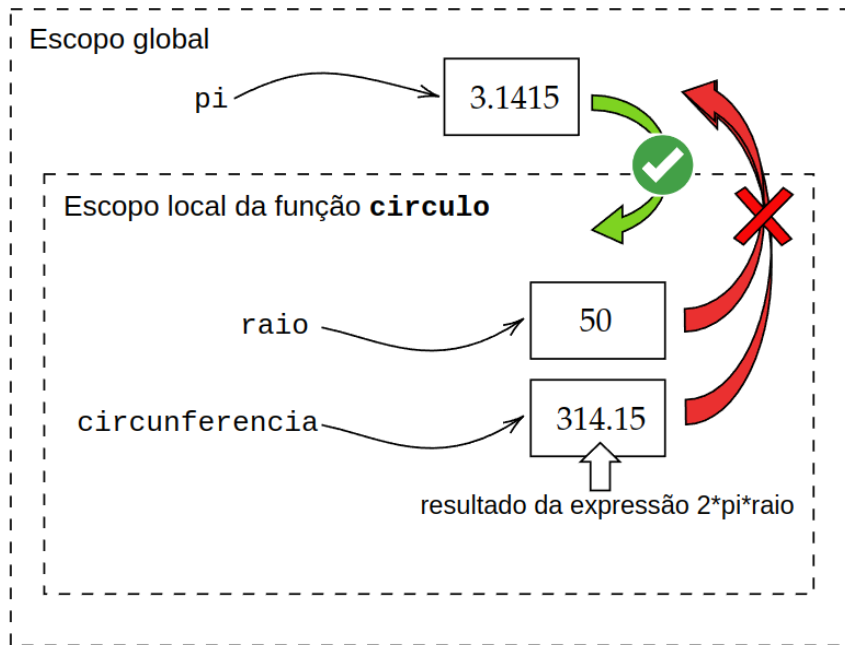 Escopo global
pi
3.1415
Escopo local da função circulo
raio
50
circunferencia
314.15
resultado da expressão 2*pi*raio